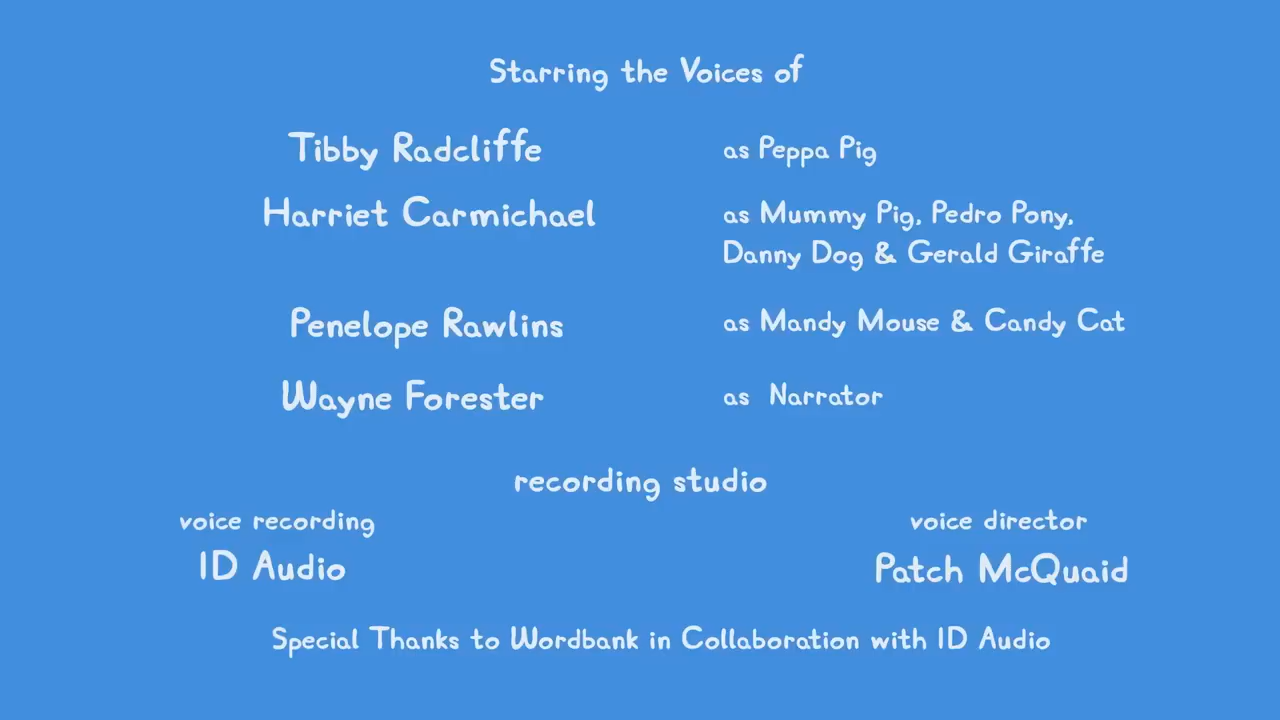 Starring the Voices of
Tibby Radcliffe as Peppa Pig
Harriet Carmichael as Mummy Pig, Pedro Pony,
Danny Dog & Gerald Giraffe
Penelope Rawlins as Mandy Mouse & Candy Cat
Wayne Forester as Narrator
recording studio
voice recording voice director
ID Audio Patch McQuaid
Special Thanks to Wordbank in Collaboration with ID Audio